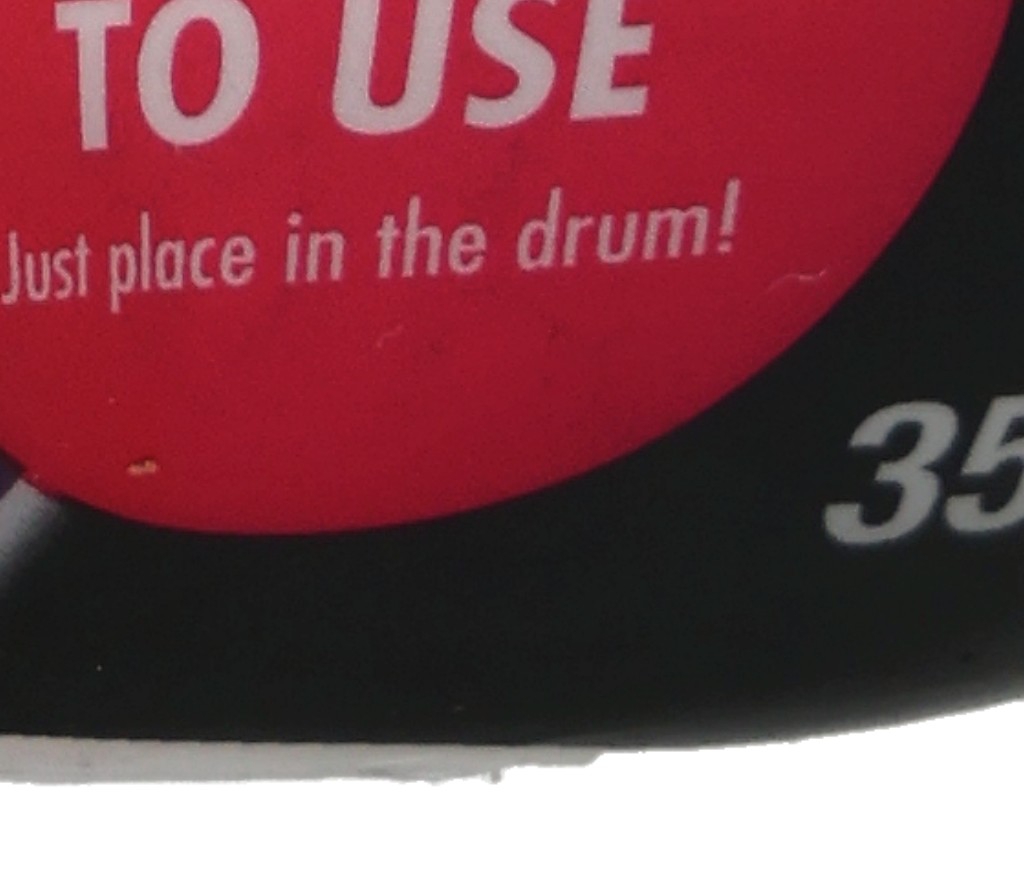 TO USE
Just place in the drum!
35